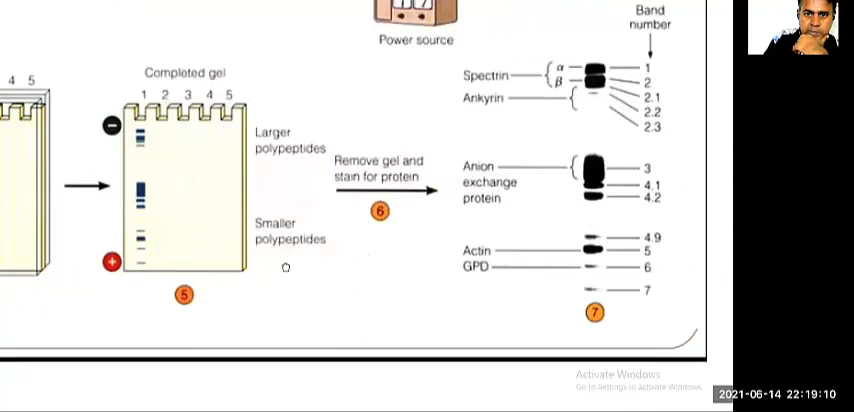 Power source
Band
number
4 5
Completed gel
1 2 3 4 5
−
+
Larger
polypeptides
Smaller
polypeptides
5
Remove gel and
stain for protein
6
Spectrin
α
β
Ankyrin
1
2
2.1
2.2
2.3
Anion
exchange
protein
3
4.1
4.2
4.9
Actin
5
GPD
6
7
7
Activate Windows
Go to Settings to activate Windows.
2021-06-14 22:19:10